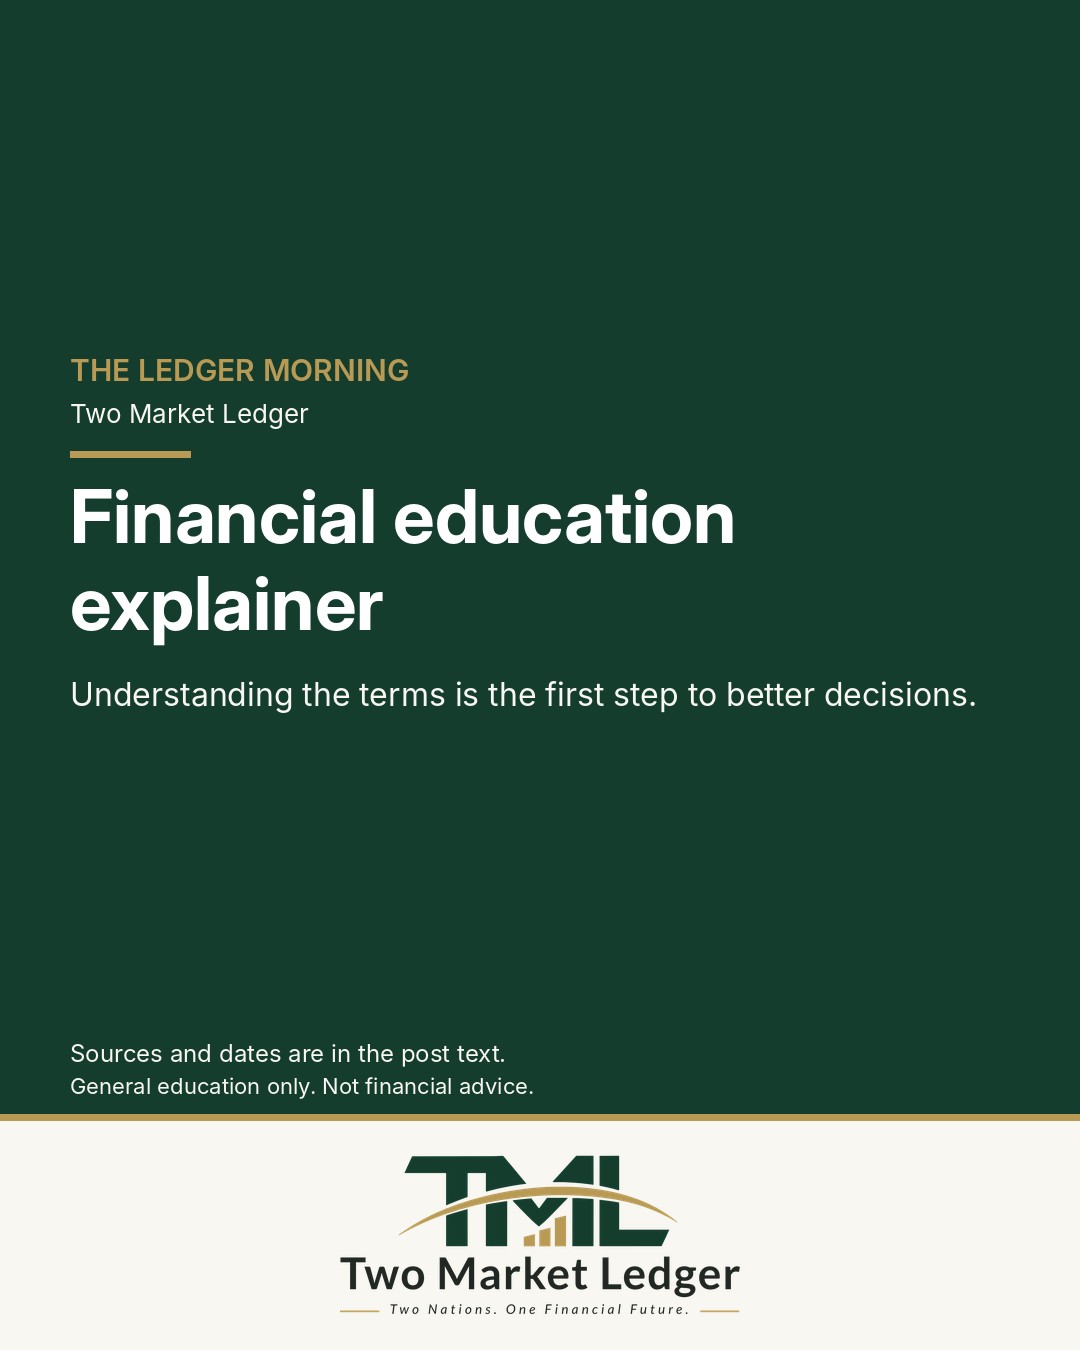 THE LEDGER MORNING
Two Market Ledger
Financial education
explainer
Understanding the terms is the first step to better decisions.
Sources and dates are in the post text.
General education only. Not financial advice.
TML
Two Market Ledger
Two Nations. One Financial Future.